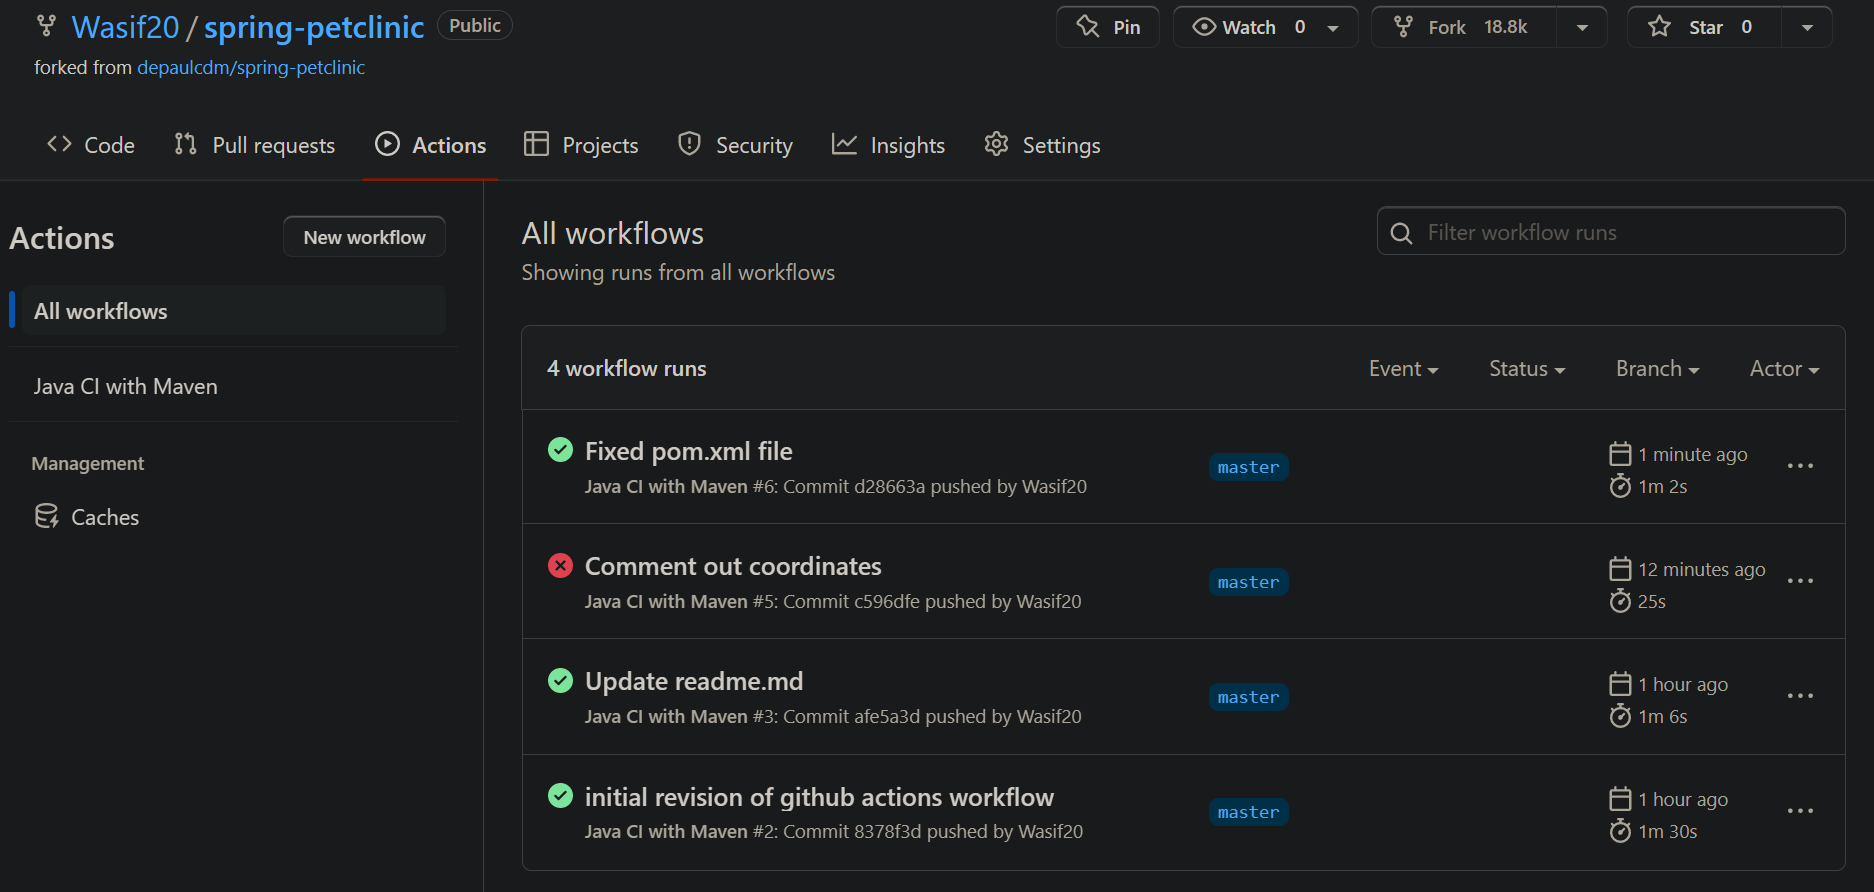 Wasif20 / spring-petclinic Public
Pin
Watch 0
Fork 18.8k
Star 0
forked from depaulcdm/spring-petclinic
Code
Pull requests
Actions
Projects
Security
Insights
Settings
Actions
New workflow
All workflows
Java CI with Maven
Management
Caches
All workflows
Showing runs from all workflows
Filter workflow runs
4 workflow runs
Event
Status
Branch
Actor
Fixed pom.xml file
Java CI with Maven #6: Commit d28663a pushed by Wasif20
master
1 minute ago
1m 2s
Comment out coordinates
Java CI with Maven #5: Commit c596dfe pushed by Wasif20
master
12 minutes ago
25s
Update readme.md
Java CI with Maven #3: Commit afe5a3d pushed by Wasif20
master
1 hour ago
1m 6s
initial revision of github actions workflow
Java CI with Maven #2: Commit 8378f3d pushed by Wasif20
master
1 hour ago
1m 30s